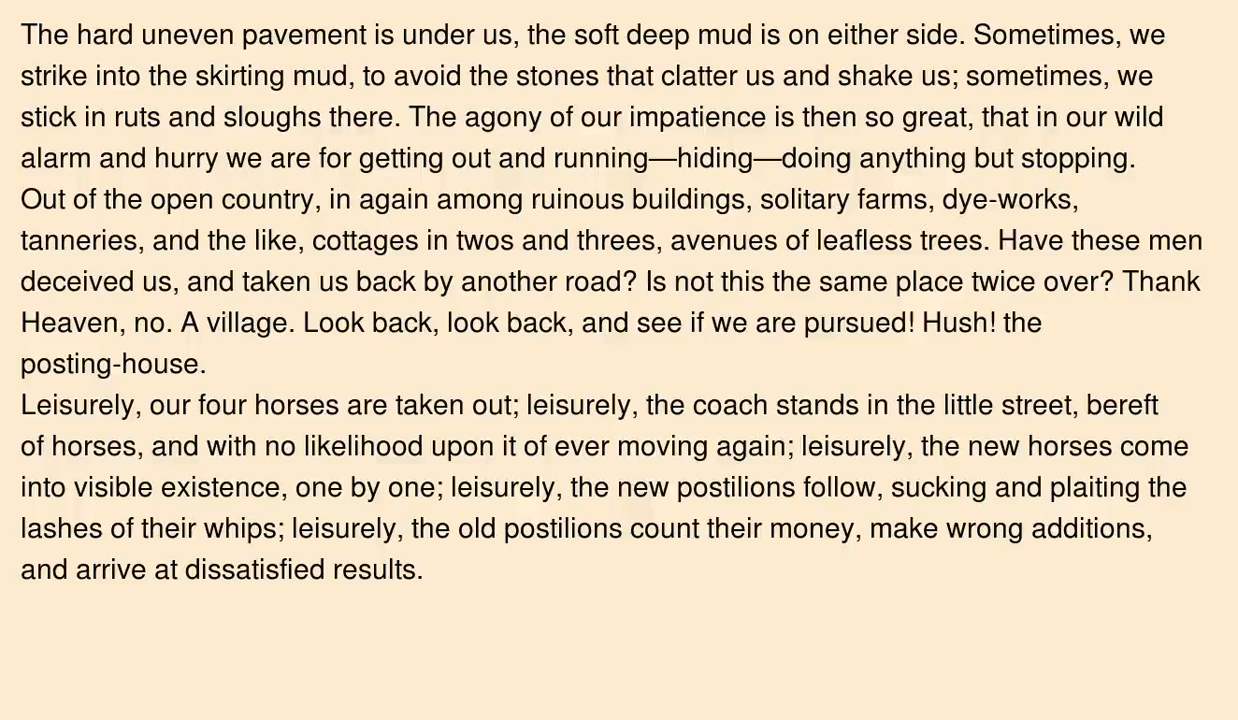 The hard uneven pavement is under us, the soft deep mud is on either side. Sometimes, we
strike into the skirting mud, to avoid the stones that clatter us and shake us; sometimes, we
stick in ruts and sloughs there. The agony of our impatience is then so great, that in our wild
alarm and hurry we are for getting out and running—hiding—doing anything but stopping.
Out of the open country, in again among ruinous buildings, solitary farms, dye-works,
tanneries, and the like, cottages in twos and threes, avenues of leafless trees. Have these men
deceived us, and taken us back by another road? Is not this the same place twice over? Thank
Heaven, no. A village. Look back, look back, and see if we are pursued! Hush! the
posting-house.
Leisurely, our four horses are taken out; leisurely, the coach stands in the little street, bereft
of horses, and with no likelihood upon it of ever moving again; leisurely, the new horses come
into visible existence, one by one; leisurely, the new postilions follow, sucking and plaiting the
lashes of their whips; leisurely, the old postilions count their money, make wrong additions,
and arrive at dissatisfied results.